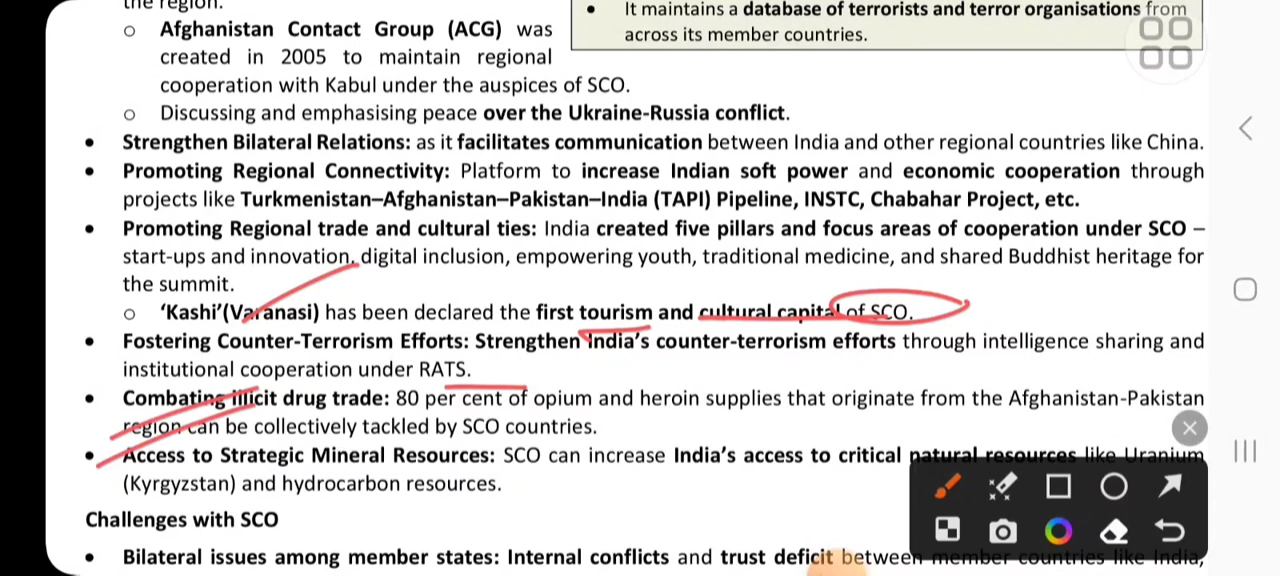 the region.
o Afghanistan Contact Group (ACG) was
created in 2005 to maintain regional
cooperation with Kabul under the auspices of SCO.
• It maintains a database of terrorists and terror organisations from
across its member countries.
o Discussing and emphasising peace over the Ukraine-Russia conflict.
• Strengthen Bilateral Relations: as it facilitates communication between India and other regional countries like China.
• Promoting Regional Connectivity: Platform to increase Indian soft power and economic cooperation through
projects like Turkmenistan–Afghanistan–Pakistan–India (TAPI) Pipeline, INSTC, Chabahar Project, etc.
• Promoting Regional trade and cultural ties: India created five pillars and focus areas of cooperation under SCO –
start-ups and innovation, digital inclusion, empowering youth, traditional medicine, and shared Buddhist heritage for
the summit.
o ‘Kashi’(Varanasi) has been declared the first tourism and cultural capital of SCO.
• Fostering Counter-Terrorism Efforts: Strengthen India’s counter-terrorism efforts through intelligence sharing and
institutional cooperation under RATS.
• Combating illicit drug trade: 80 per cent of opium and heroin supplies that originate from the Afghanistan-Pakistan
region can be collectively tackled by SCO countries.
• Access to Strategic Mineral Resources: SCO can increase India’s access to critical natural resources like Uranium
(Kyrgyzstan) and hydrocarbon resources.
Challenges with SCO
• Bilateral issues among member states: Internal conflicts and trust deficit between member countries like India,